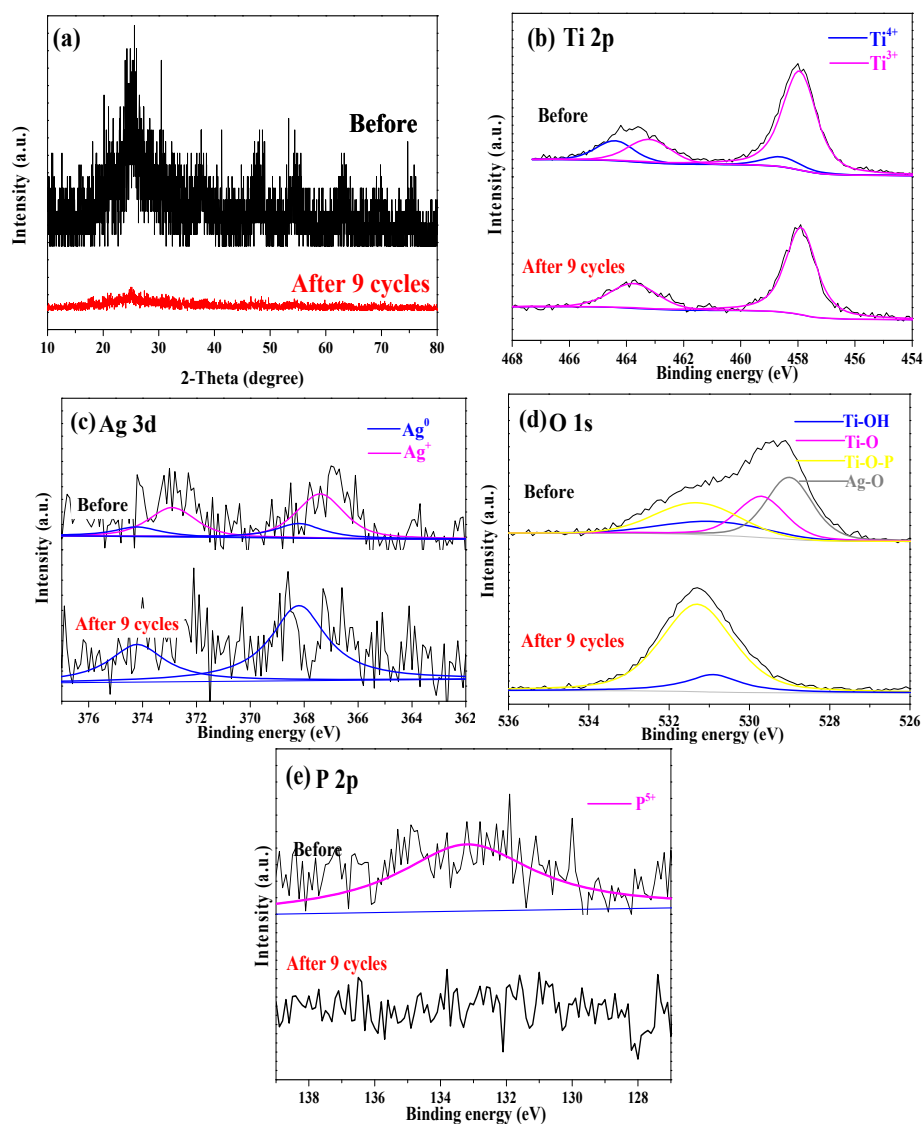 (a)
Before
After 9 cycles
Intensity (a.u.)
10 20 30 40 50 60 70 80
2-Theta (degree)
(b) Ti 2p
Ti⁴⁺
Ti³⁺
Before
After 9 cycles
Intensity (a.u.)
468 466 464 462 460 458 456 454
Binding energy (eV)
(c) Ag 3d
Ag⁰
Ag⁺
Before
After 9 cycles
Intensity (a.u.)
376 374 372 370 368 366 364 362
Binding energy (eV)
(d) O 1s
Ti-OH
Ti-O
Ti-O-P
Ag-O
Before
After 9 cycles
Intensity (a.u.)
536 534 532 530 528 526
Binding energy (eV)
(e) P 2p
P⁵⁺
Before
After 9 cycles
Intensity (a.u.)
138 136 134 132 130 128
Binding energy (eV)